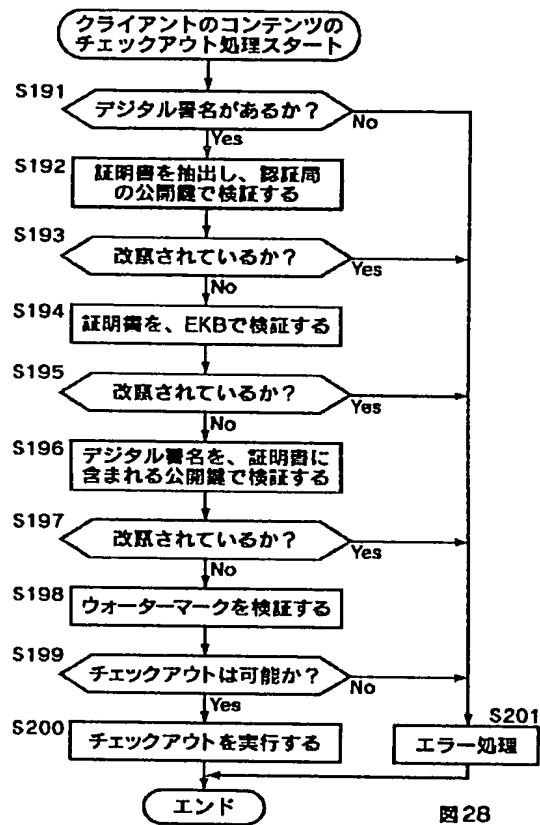 クライアントのコンテンツの
チェックアウト処理スタート
S191
デジタル署名があるか？
No
Yes
S192
証明書を抽出し、認証局
の公開鍵で検証する
S193
改竄されているか？
Yes
No
S194
証明書を、EKBで検証する
S195
改竄されているか？
Yes
No
S196
デジタル署名を、証明書に
含まれる公開鍵で検証する
S197
改竄されているか？
Yes
No
S198
ウォーターマークを検証する
S199
チェックアウトは可能か？
No
Yes
S200
チェックアウトを実行する
S201
エラー処理
エンド
図28